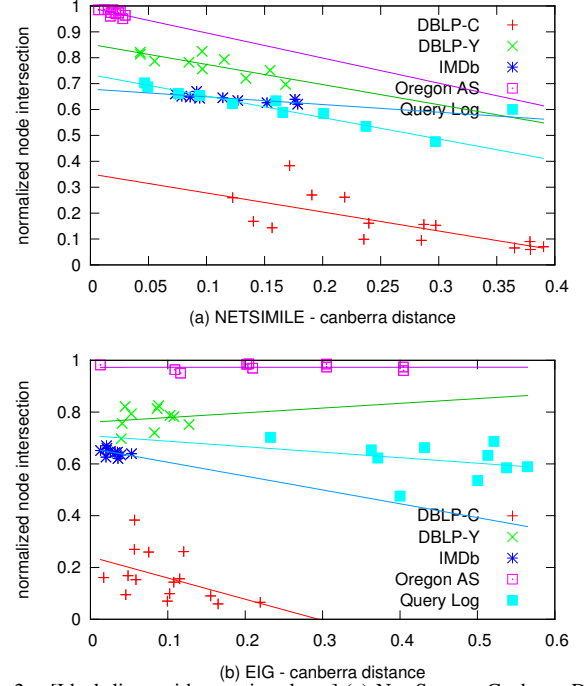 normalized node intersection
1
0.9
0.8
0.7
0.6
0.5
0.4
0.3
0.2
0.1
0
DBLP-C
DBLP-Y
IMDb
Oregon AS
Query Log
0 0.05 0.1 0.15 0.2 0.25 0.3 0.35 0.4
(a) NETSIMILE - canberra distance
normalized node intersection
1
0.8
0.6
0.4
0.2
0
DBLP-C
DBLP-Y
IMDb
Oregon AS
Query Log
0 0.1 0.2 0.3 0.4 0.5 0.6
(b) EIG - canberra distance